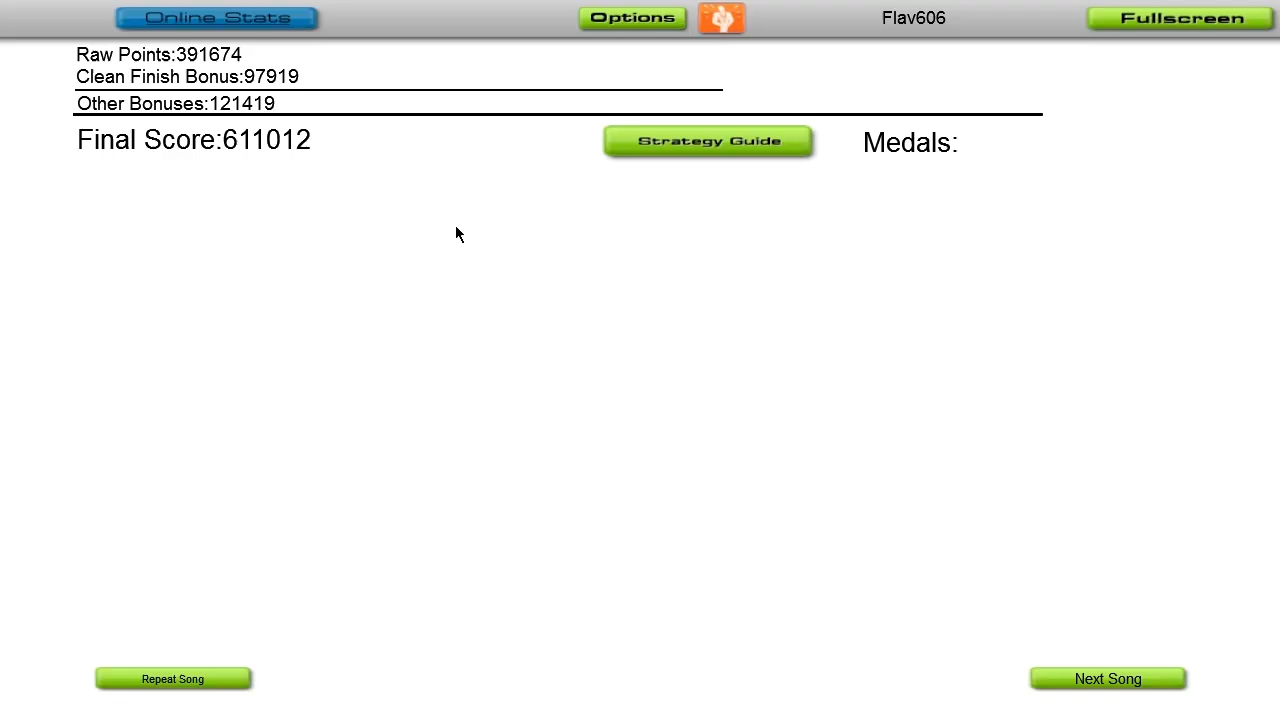 Online Stats
Options
Flav606
Fullscreen
Raw Points:391674
Clean Finish Bonus:97919
Other Bonuses:121419
Final Score:611012
Strategy Guide
Medals:
Repeat Song
Next Song